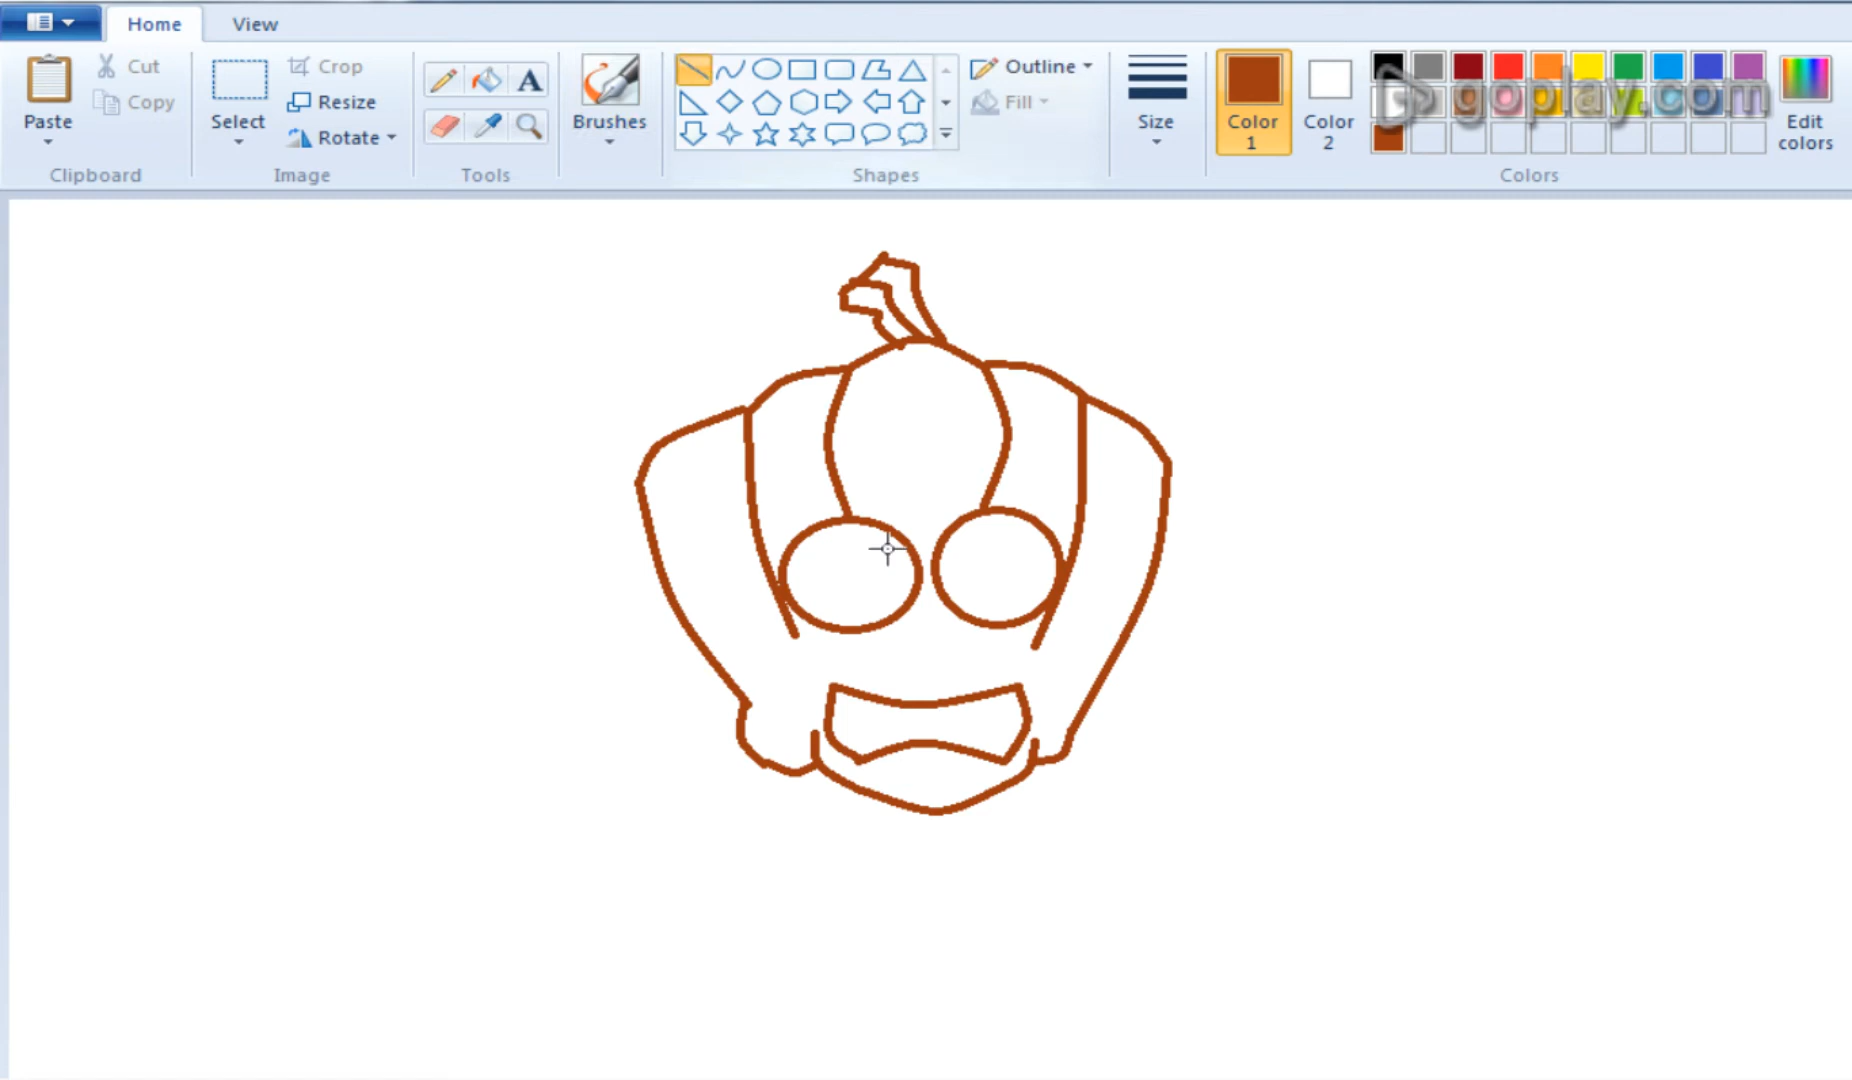 Home View
Cut
Copy
Paste
Clipboard
Select
Crop
Resize
Rotate
Image
A
Tools
Brushes
Shapes
Outline
Fill
Size
Color
1
Color
2
Edit
colors
Colors
goplay.com